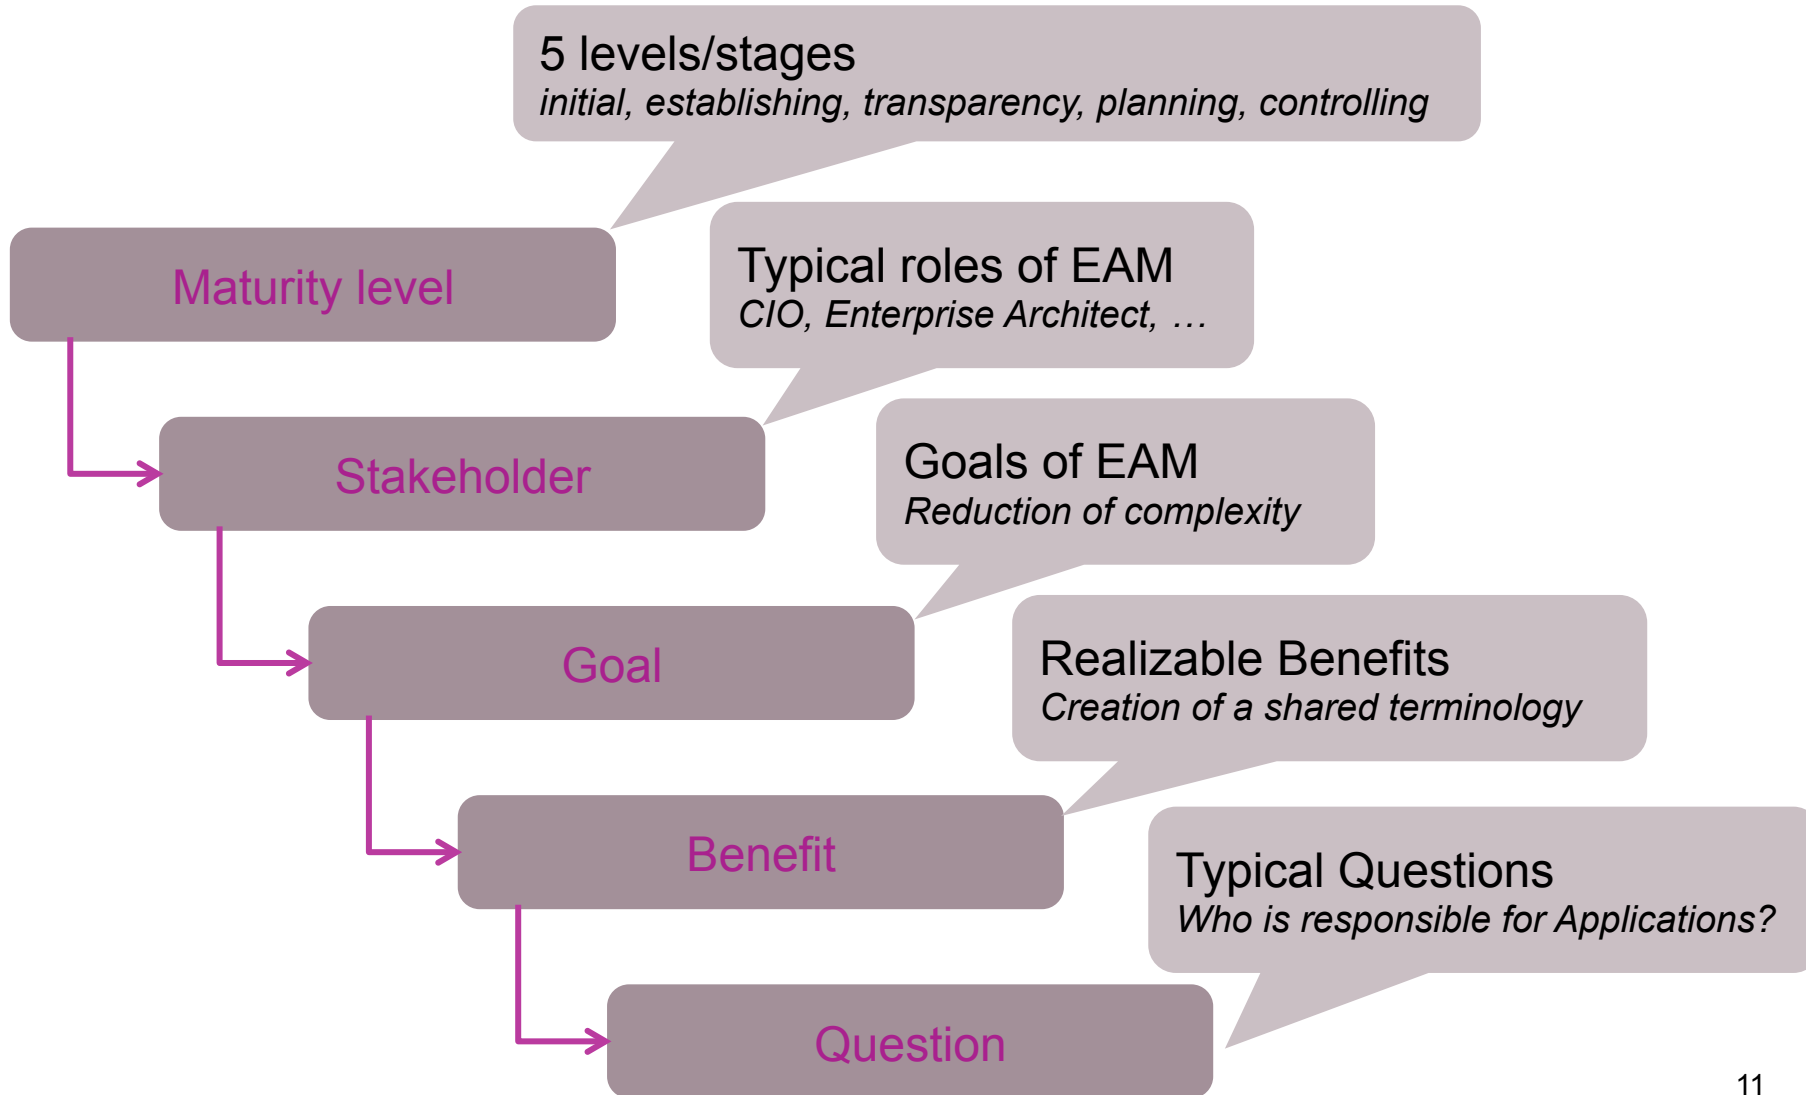 5 levels/stages
initial, establishing, transparency, planning, controlling
Maturity level
Typical roles of EAM
CIO, Enterprise Architect, …
Stakeholder
Goals of EAM
Reduction of complexity
Goal
Realizable Benefits
Creation of a shared terminology
Benefit
Typical Questions
Who is responsible for Applications?
Question
11